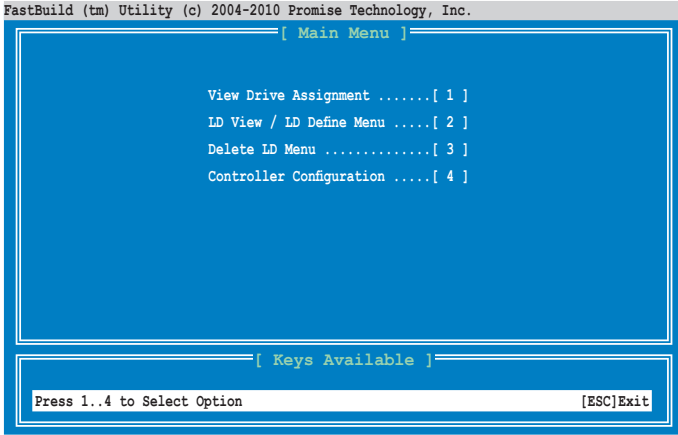 FastBuild (tm) Utility (c) 2004-2010 Promise Technology, Inc.
[ Main Menu ]
View Drive Assignment .......[ 1 ]
LD View / LD Define Menu .....[ 2 ]
Delete LD Menu ..............[ 3 ]
Controller Configuration .....[ 4 ]
[ Keys Available ]
Press 1..4 to Select Option [ESC]Exit